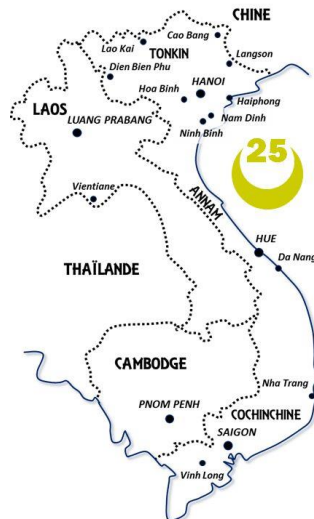 CHINE
Cao Bang
Lao Kai
TONKIN
Langson
Dien Bien Phu
HANOI
Hoa Binh
Haiphong
LAOS
Nam Dinh
LUANG PRABANG
Ninh Bính
25
Vientiane
ANNAM
HUE
Da Nang
THAÏLANDE
CAMBODGE
Nha Trang
PNOM PENH
COCHINCHINE
SAIGON
Vinh Long